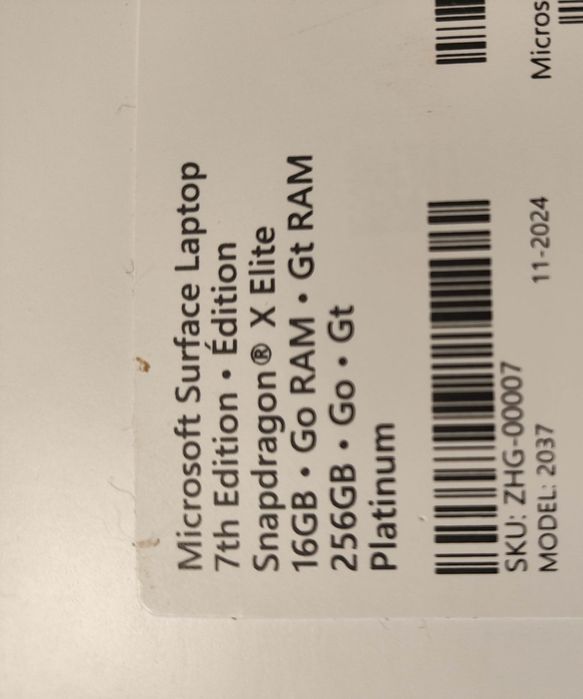 Microsoft Surface Laptop
7th Edition • Édition
Snapdragon® X Elite
16GB • Go RAM • Gt RAM
256GB • Go • Gt
Platinum
SKU: ZHG-00007
MODEL: 2037 11-2024
Micros